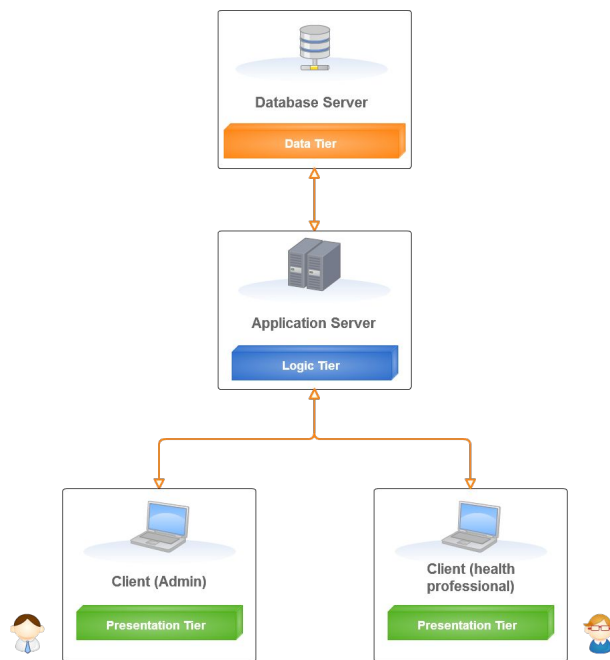 Database Server
Data Tier
Application Server
Logic Tier
Client (Admin)
Presentation Tier
Client (health
professional)
Presentation Tier